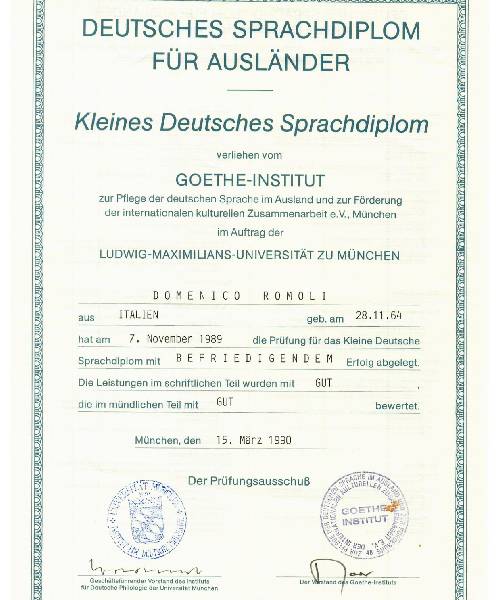 DEUTSCHES SPRACHDIPLOM
FÜR AUSLÄNDER
Kleines Deutsches Sprachdiplom
verliehen vom
GOETHE-INSTITUT
zur Pflege der deutschen Sprache im Ausland und zur Förderung
der internationalen kulturellen Zusammenarbeit e.V., München
im Auftrag der
LUDWIG-MAXIMILIANS-UNIVERSITÄT ZU MÜNCHEN
DOMENICO ROMOLI
aus ITALIEN geb. am 28.11.64
hat am 7. November 1989 die Prüfung für das Kleine Deutsche
Sprachdiplom mit BEFRIEDIGENDEM Erfolg abgelegt.
Die Leistungen im schriftlichen Teil wurden mit GUT
die im mündlichen Teil mit GUT bewertet.
München, den 15. März 1990
Der Prüfungsausschuß
GOETHE
INSTITUT
Geschäftsführender Vorstand des Instituts
für Deutsche Philologie der Universität München
Der Vorstand des Goethe-Instituts